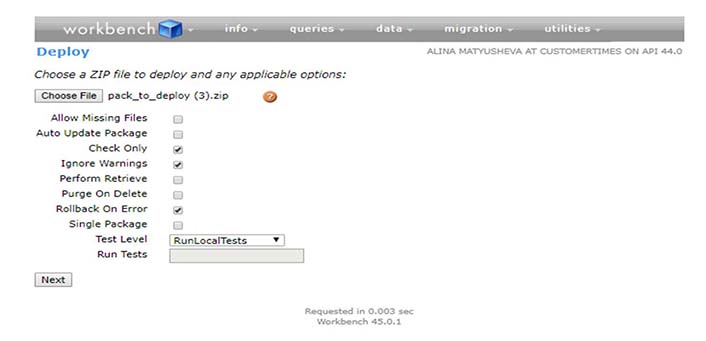 workbench info queries data migration utilities
Deploy ALINA MATYUSHEVA AT CUSTOMERTIMES ON API 44.0
Choose a ZIP file to deploy and any applicable options:
Choose File pack_to_deploy (3).zip ?
Allow Missing Files
Auto Update Package
Check Only
Ignore Warnings
Perform Retrieve
Purge On Delete
Rollback On Error
Single Package
Test Level RunLocalTests
Run Tests
Next
Requested in 0.003 sec
Workbench 45.0.1